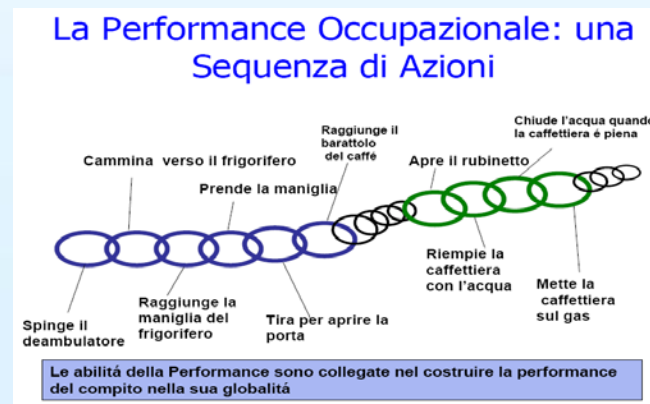 La Performance Occupazionale: una
Sequenza di Azioni
Chiude l'acqua quando
la caffettiera é piena
Raggiunge il
barattolo
del caffé
Cammina verso il frigorifero
Apre il rubinetto
Prende la maniglia
Riempie la
caffettiera
con l'acqua
Mette la
caffettiera
sul gas
Raggiunge la
maniglia del
frigorifero
Tira per aprire la
porta
Spinge il
deambulatore
Le abilitá della Performance sono collegate nel costruire la performance
del compito nella sua globalitá